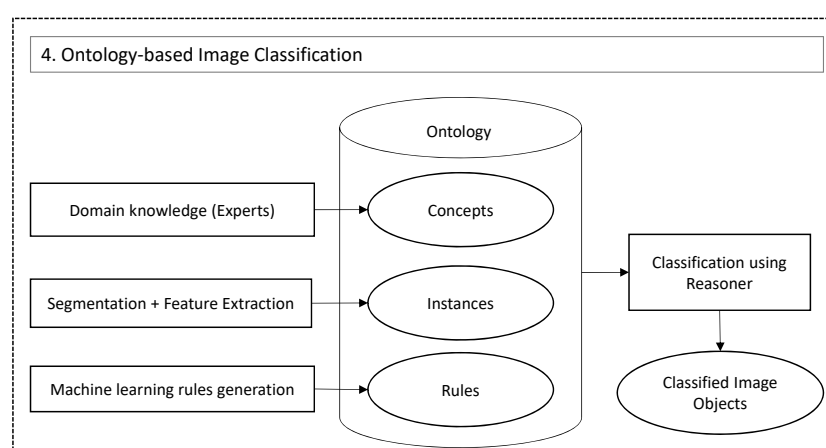 4. Ontology-based Image Classification
Ontology
Domain knowledge (Experts)
Concepts
Segmentation + Feature Extraction
Instances
Machine learning rules generation
Rules
Classification using
Reasoner
Classified Image
Objects